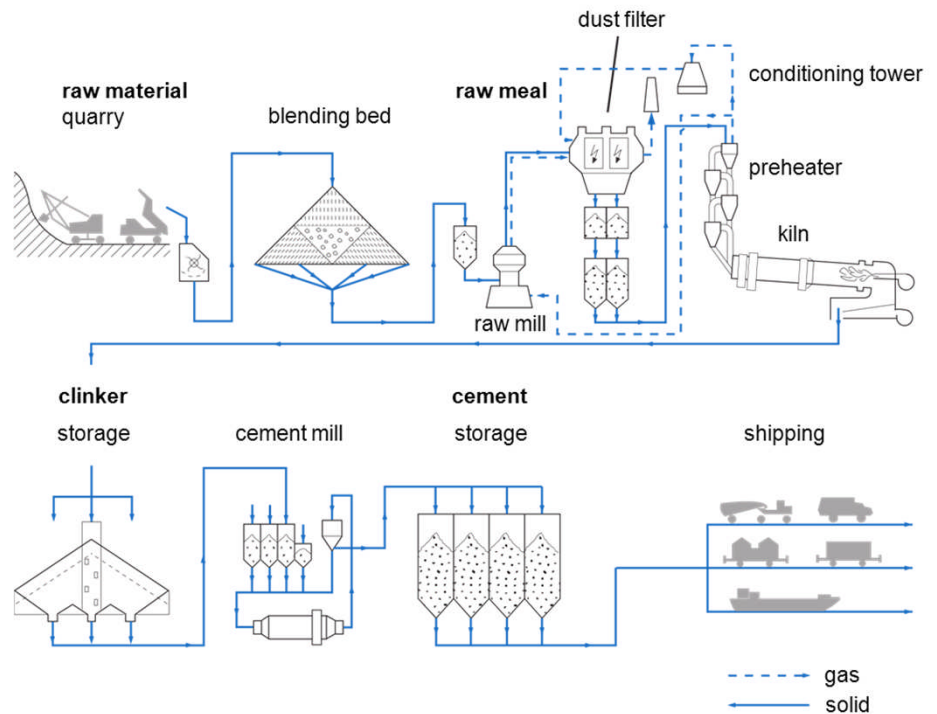 dust filter
conditioning tower
raw material
quarry
blending bed
raw meal
preheater
kiln
raw mill
clinker
storage
cement mill
cement
storage
shipping
gas
solid